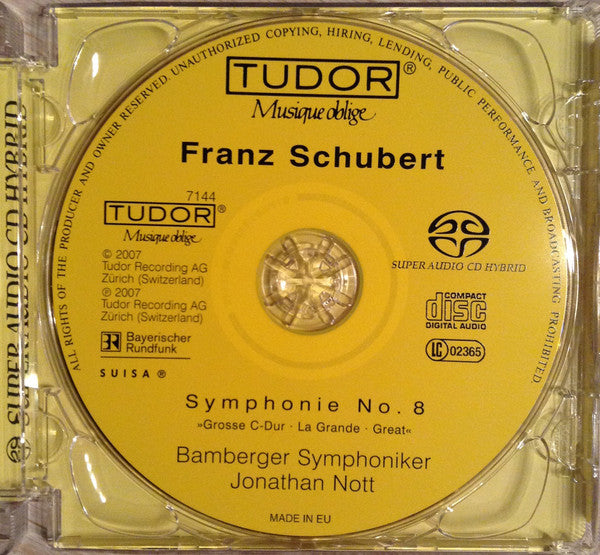 ALL RIGHTS OF THE PRODUCER AND OWNER RESERVED. UNAUTHORIZED COPYING, HIRING, LENDING, PUBLIC PERFORMANCE AND BROADCASTING PROHIBITED.
TUDOR®
Musique oblige
Franz Schubert
7144
TUDOR®
Musique oblige
© 2007
Tudor Recording AG
Zürich (Switzerland)
℗ 2007
Tudor Recording AG
Zürich (Switzerland)
BR Bayerischer
Rundfunk
SUISA ®
SUPER AUDIO CD HYBRID
COMPACT
disc
DIGITAL AUDIO
LC 02365
Symphonie No. 8
»Grosse C-Dur · La Grande · Great«
Bamberger Symphoniker
Jonathan Nott
MADE IN EU
SUPER AUDIO CD HYBRID